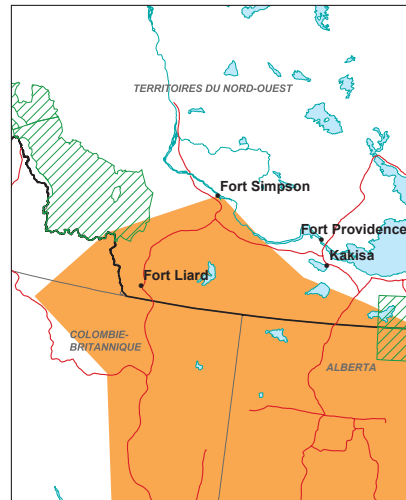 TERRITOIRES DU NORD-OUEST
Fort Simpson
Fort Providence
Kakisa
Fort Liard
COLOMBIE-
BRITANNIQUE
ALBERTA